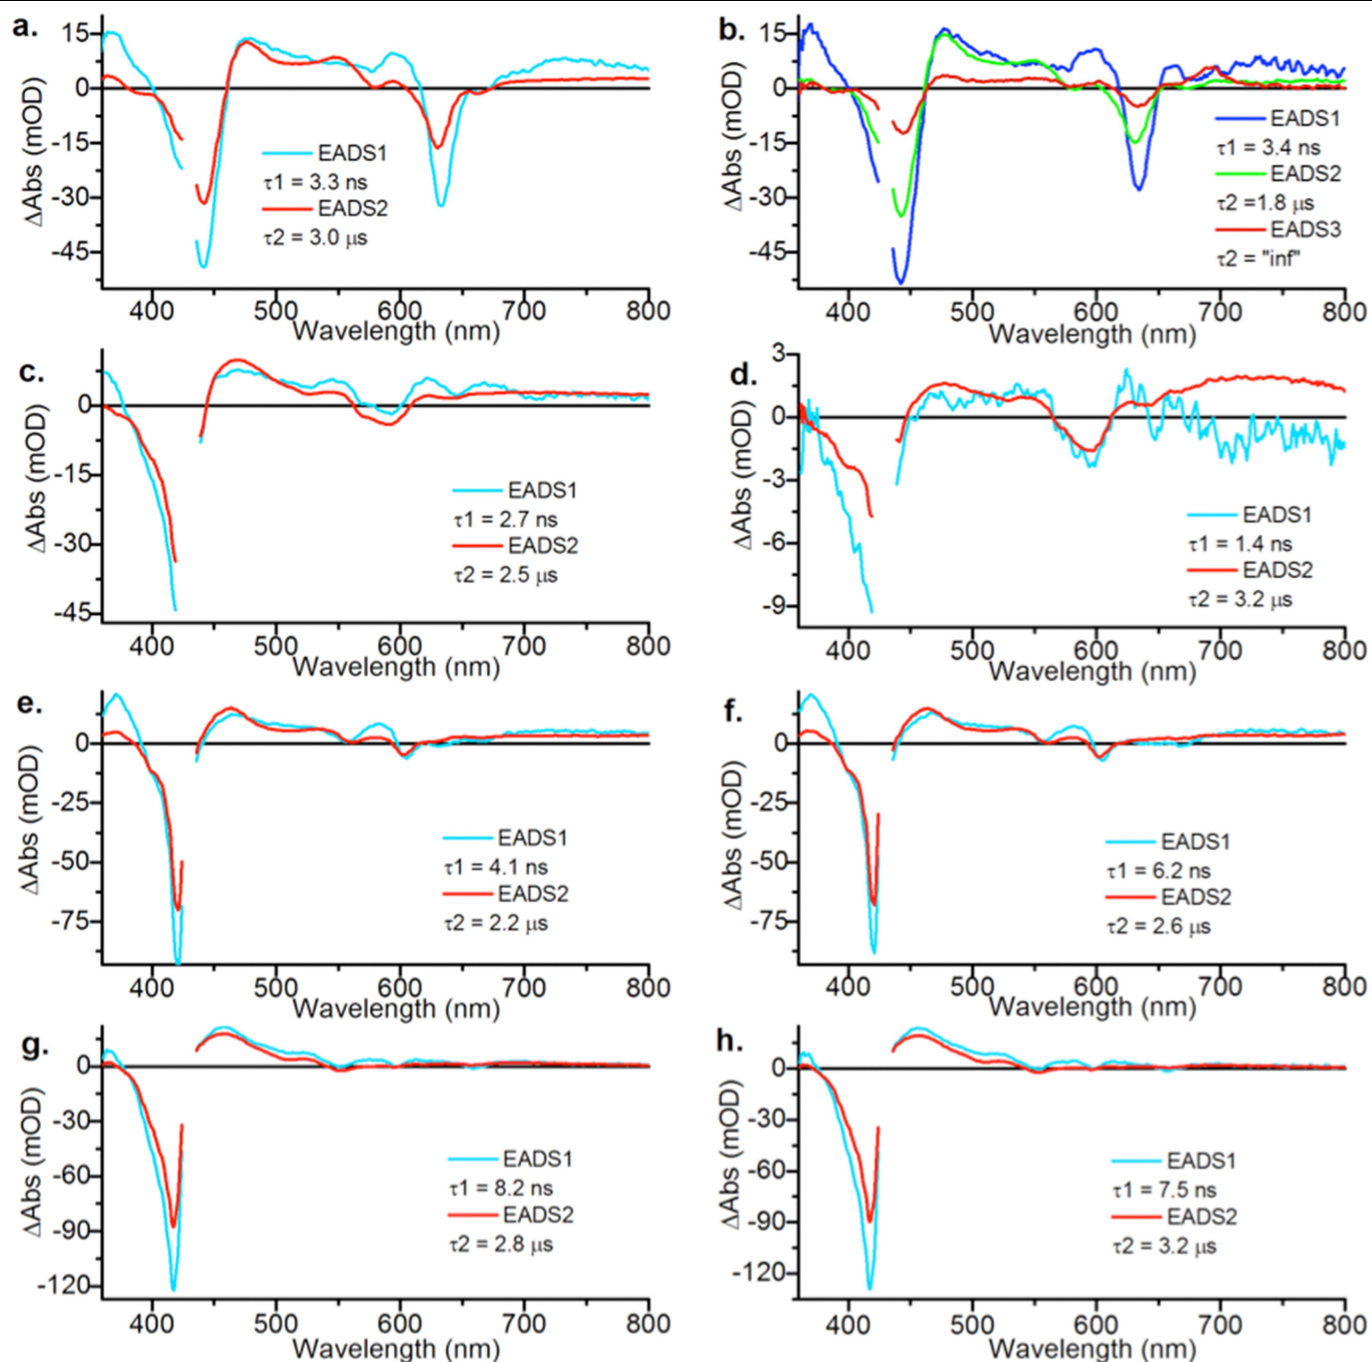 a.
15
0
-15
-30
-45
ΔAbs (mOD)
EADS1
τ1 = 3.3 ns
EADS2
τ2 = 3.0 μs
400 500 600 700 800
Wavelength (nm)
b.
15
0
-15
-30
-45
ΔAbs (mOD)
EADS1
τ1 = 3.4 ns
EADS2
τ2 =1.8 μs
EADS3
τ2 = "inf"
400 500 600 700 800
Wavelength (nm)
c.
0
-15
-30
-45
ΔAbs (mOD)
EADS1
τ1 = 2.7 ns
EADS2
τ2 = 2.5 μs
400 500 600 700 800
Wavelength (nm)
d.
3
0
-3
-6
-9
ΔAbs (mOD)
EADS1
τ1 = 1.4 ns
EADS2
τ2 = 3.2 μs
400 500 600 700 800
Wavelength (nm)
e.
0
-25
-50
-75
ΔAbs (mOD)
EADS1
τ1 = 4.1 ns
EADS2
τ2 = 2.2 μs
400 500 600 700 800
Wavelength (nm)
f.
0
-25
-50
-75
ΔAbs (mOD)
EADS1
τ1 = 6.2 ns
EADS2
τ2 = 2.6 μs
400 500 600 700 800
Wavelength (nm)
g.
0
-30
-60
-90
-120
ΔAbs (mOD)
EADS1
τ1 = 8.2 ns
EADS2
τ2 = 2.8 μs
400 500 600 700 800
Wavelength (nm)
h.
0
-30
-60
-90
-120
ΔAbs (mOD)
EADS1
τ1 = 7.5 ns
EADS2
τ2 = 3.2 μs
400 500 600 700 800
Wavelength (nm)